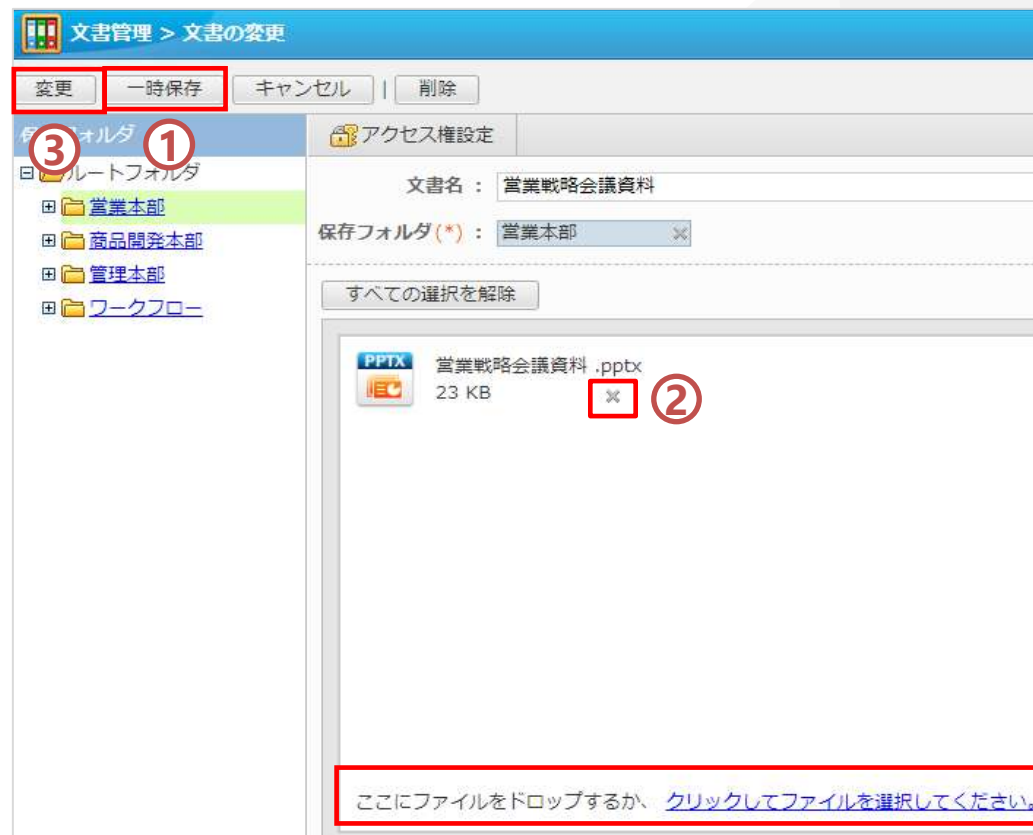 文書管理 > 文書の変更
変更 一時保存 キャンセル | 削除
③ ①
フォルダ
アクセス権設定
ルートフォルダ
営業本部
商品開発本部
管理本部
ワークフロー
文書名 : 営業戦略会議資料
保存フォルダ(*) : 営業本部
すべての選択を解除
PPTX
営業戦略会議資料 .pptx
23 KB
②
ここにファイルをドロップするか、 クリックしてファイルを選択してください。